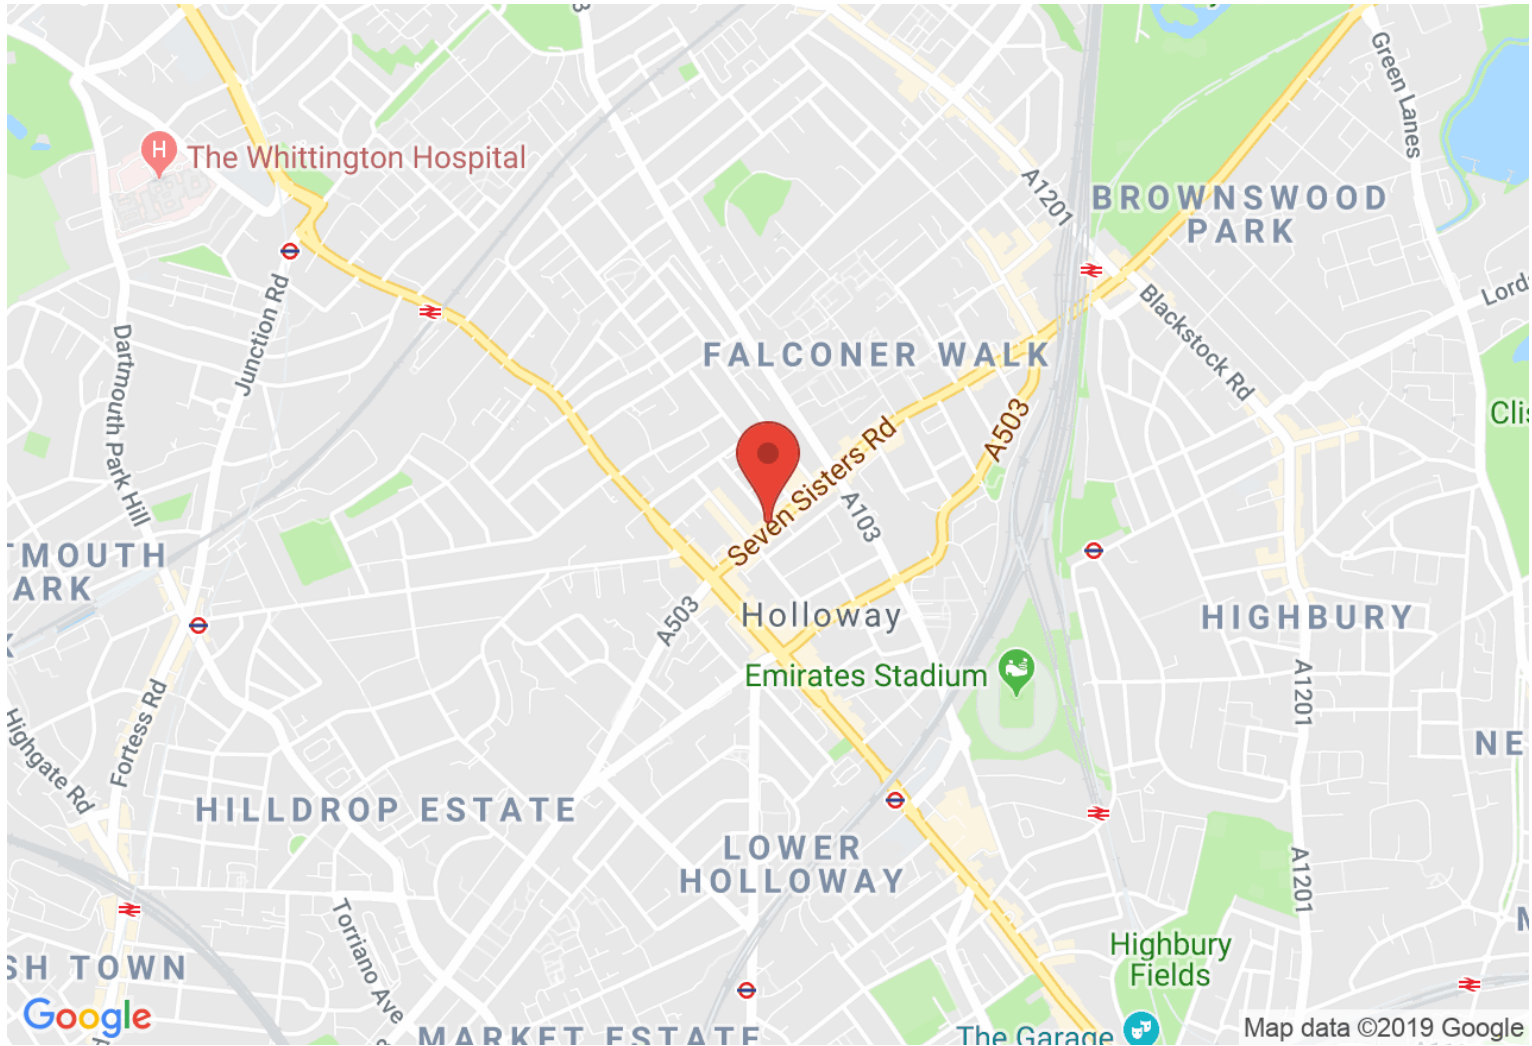 Green Lanes
H
The Whittington Hospital
A1201
BROWNSWOOD
PARK
Junction Rd
Blackstock Rd
Dartmouth Park Hill
FALCONER WALK
A503
Seven Sisters Rd
A103
TMOUTH
ARK
A503
Holloway
HIGHBURY
Emirates Stadium
A1201
Highgate Rd
Fortess Rd
HILLDROP ESTATE
LOWER
HOLLOWAY
A1201
Torriano Ave
Highbury
Fields
SH TOWN
Google
MARKET ESTATE
The Garage
Map data ©2019 Google